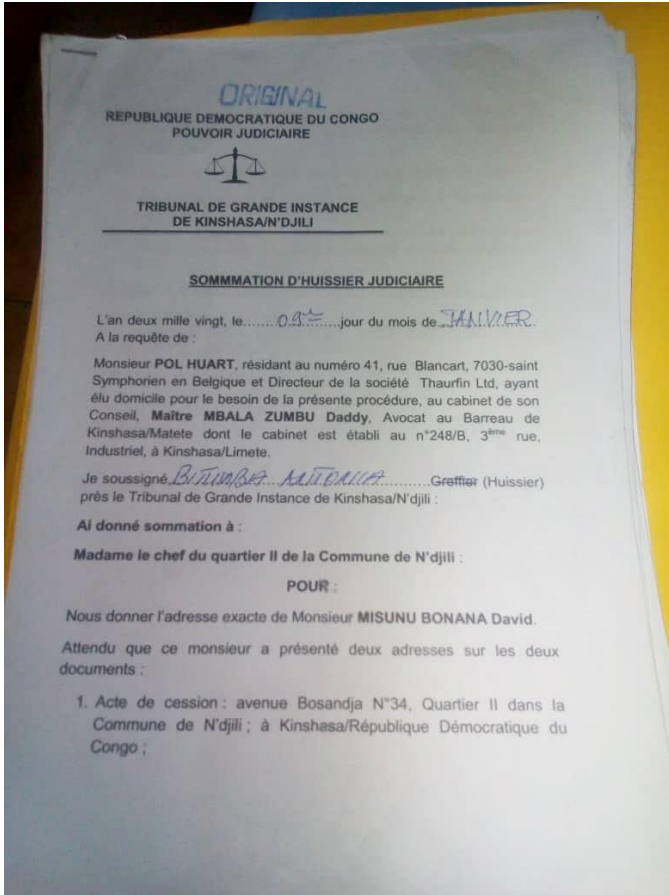 ORIGINAL
REPUBLIQUE DEMOCRATIQUE DU CONGO
POUVOIR JUDICIAIRE
TRIBUNAL DE GRANDE INSTANCE
DE KINSHASA/N'DJILI
SOMMMATION D'HUISSIER JUDICIAIRE
L'an deux mille vingt, le.......09ème......jour du mois de JANVIER
A la requête de :
Monsieur POL HUART, résidant au numéro 41, rue Blancart, 7030-saint
Symphorien en Belgique et Directeur de la société Thaurfin Ltd, ayant
élu domicile pour le besoin de la présente procédure, au cabinet de son
Conseil, Maître MBALA ZUMBU Daddy, Avocat au Barreau de
Kinshasa/Matete dont le cabinet est établi au n°248/B, 3ème rue,
Industriel, à Kinshasa/Limete.
Je soussigné, BITUMBA ANTONIA.............Greffier (Huissier)
près le Tribunal de Grande Instance de Kinshasa/N'djili :
Ai donné sommation à :
Madame le chef du quartier II de la Commune de N'djili :
POUR :
Nous donner l'adresse exacte de Monsieur MISUNU BONANA David.
Attendu que ce monsieur a présenté deux adresses sur les deux
documents :
1. Acte de cession : avenue Bosandja N°34, Quartier II dans la
Commune de N'djili ; à Kinshasa/République Démocratique du
Congo ;